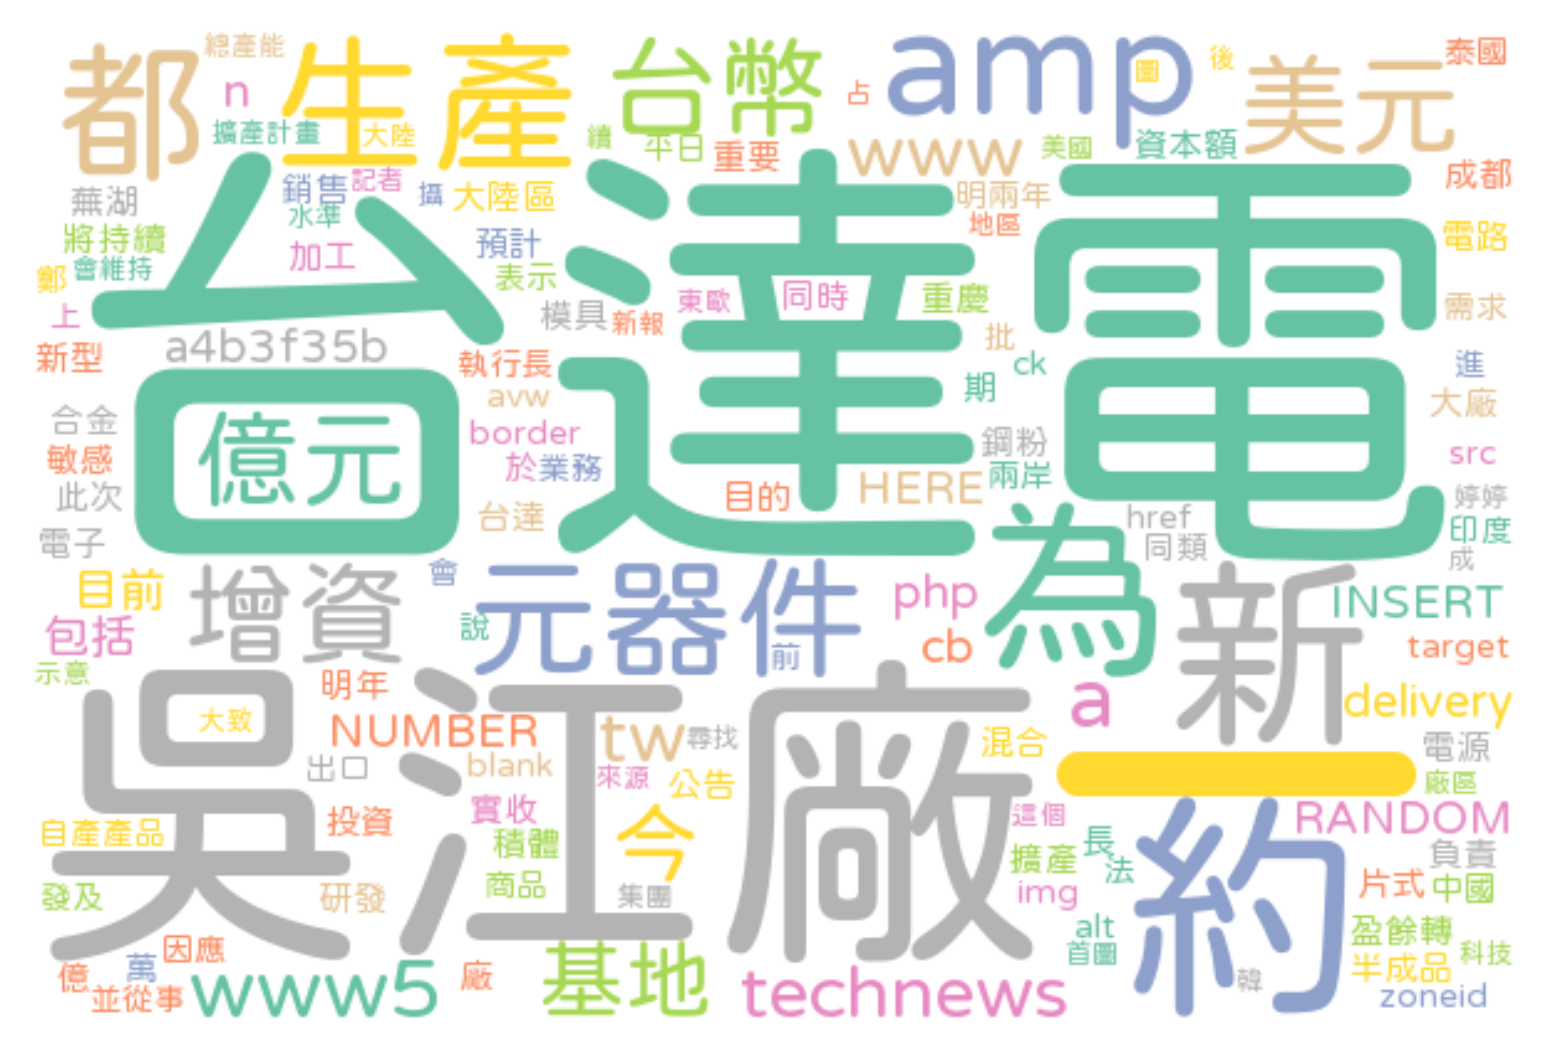 都
總產能
n
生產
擴產計畫
大陸
台幣
續
平日
重要
占
amp
圖
後
美元
泰國
www
美國
資本額
成都
蕪湖
銷售
記者
攝
大陸區
明兩年
地區
水準
將持續
會維持
鄭
加工
預計
表示
台達電
電路
上
模具
新報
東歐
同時
重慶
批
需求
新型
a4b3f35b
執行長
ck
期
進
avw
大廠
合金
億元
border
鋼粉
敏感
於
業務
兩岸
src
此次
目的
HERE
婷婷
台達
href
電子
同類
印度
成
目前
增資
會
元器件
php
為
新
INSERT
包括
說
前
cb
target
示意
明年
a
delivery
吳江廠
大致
NUMBER
tw
尋找
混合
一
電源
出口
blank
來源
公告
廠區
自產產品
投資
實收
今
這個
約
RANDOM
積體
擴產
長
法
負責
發及
研發
商品
集團
img
片式
中國
alt
盈餘轉
因應
首圖
科技
億
萬
並從事
www5
廠
基地
technews
韓
半成品
zoneid